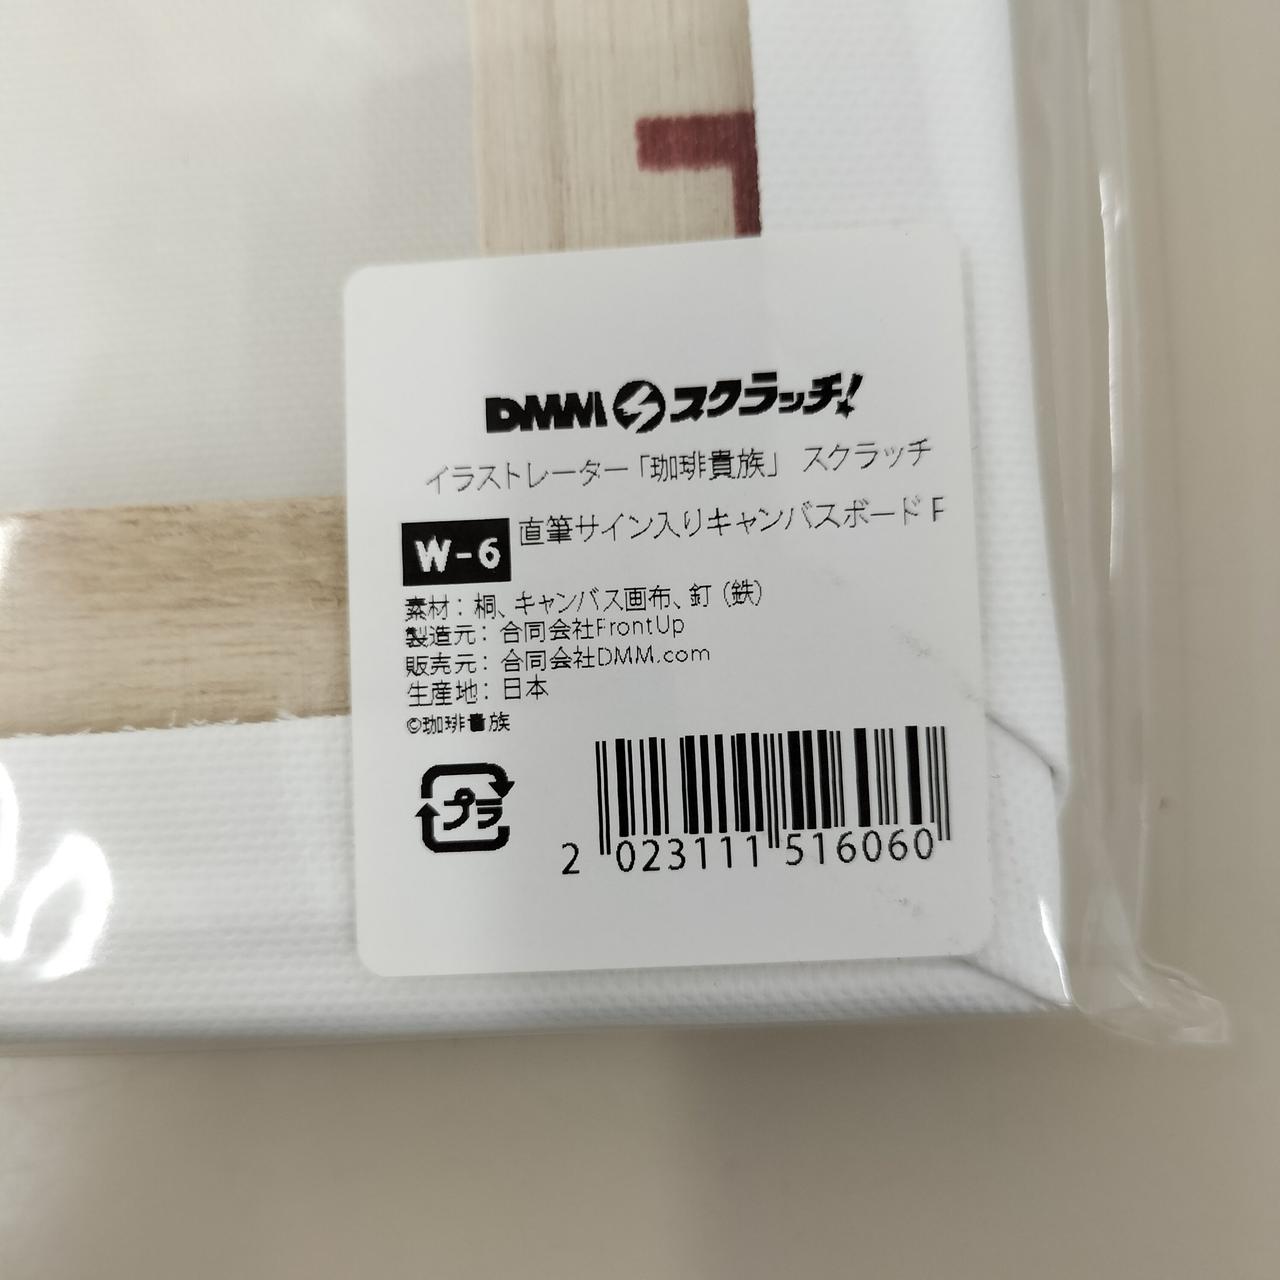 DMMスクラッチ!
イラストレーター「珈琲貴族」 スクラッチ
W-6 直筆サイン入りキャンバスボード F
素材：桐、キャンバス画布、釘（鉄）
製造元：合同会社FrontUp
販売元：合同会社DMM.com
生産地：日本
©珈琲貴族
プラ
2 023111 516060